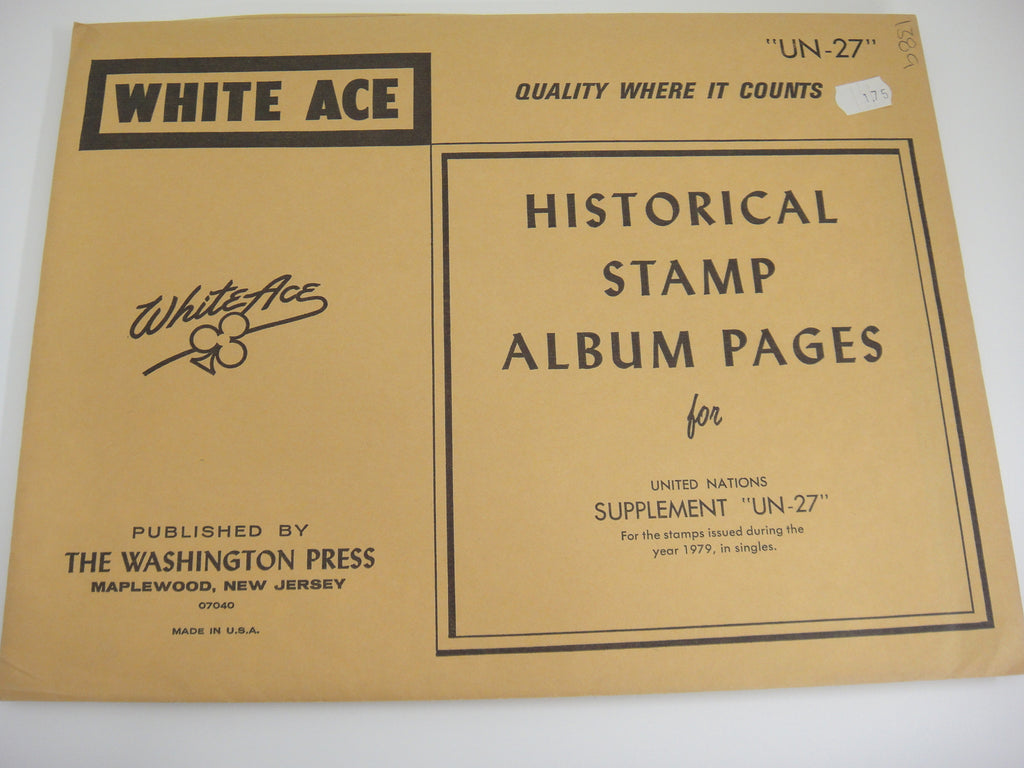 "UN-27"
1389
WHITE ACE
QUALITY WHERE IT COUNTS
1.75
White Ace
HISTORICAL
STAMP
ALBUM PAGES
for
UNITED NATIONS
SUPPLEMENT "UN-27"
For the stamps issued during the
year 1979, in singles.
PUBLISHED BY
THE WASHINGTON PRESS
MAPLEWOOD, NEW JERSEY
07040
MADE IN U.S.A.